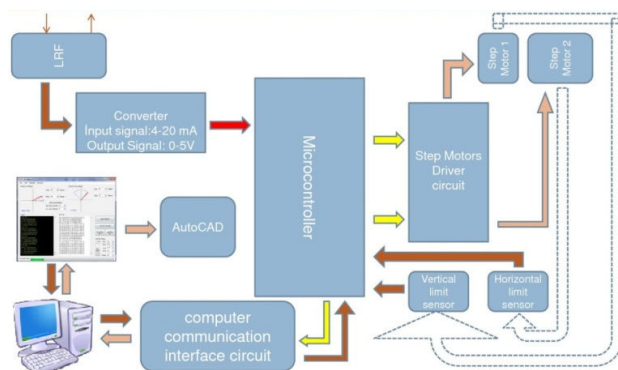 LRF
Step
Motor 1
Step
Motor 2
Converter
Input signal:4-20 mA
Output Signal: 0-5V
Microcontroller
Step Motors
Driver
circuit
AutoCAD
Vertical
limit
sensor
Horizontal
limit
sensor
computer
communication
interface circuit